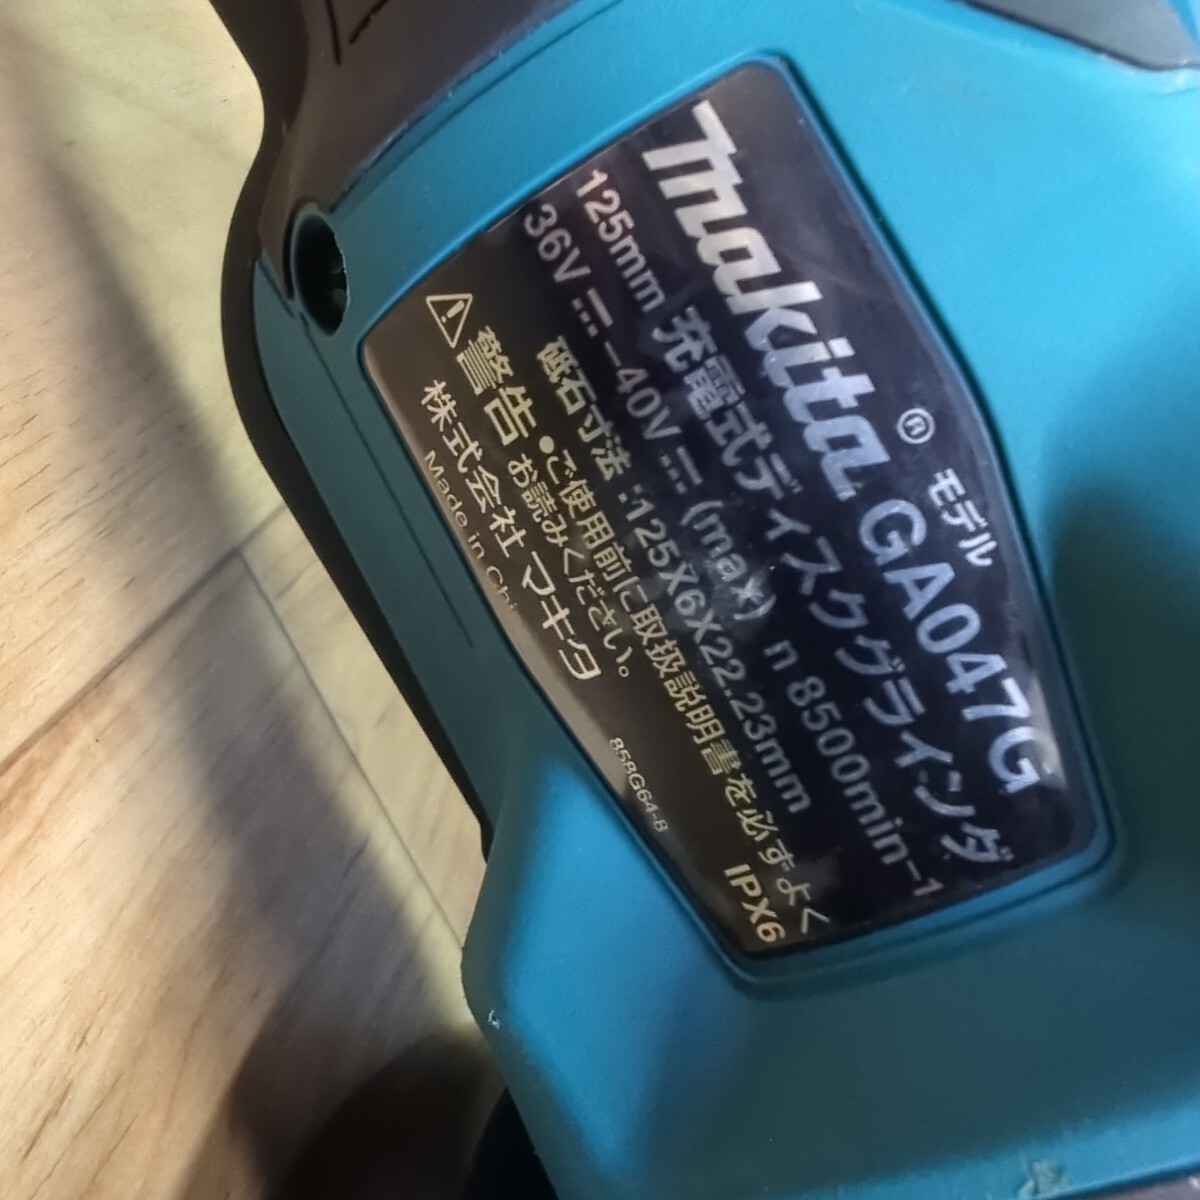 makita® モデル GA047G
125mm 充電式ディスクグラインダ
36V⎓-40V⎓(max) n 8500min-1
砥石寸法:125X6X22.23mm
⚠警告 ●ご使用前に取扱説明書を必ずよく
お読みください。 IPX6
株式会社 マキタ
858G64-8
Made in Chi